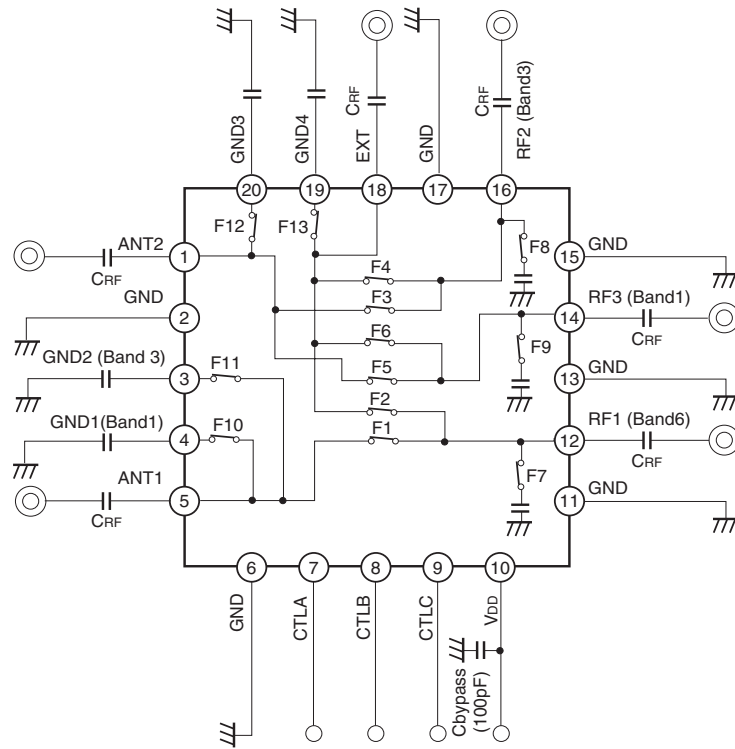 GND3
GND4
CRF
EXT
GND
CRF
RF2 (Band3)
20
19
18
17
16
F12
F13
F8
ANT2
1
CRF
15
GND
F4
F3
GND
2
14
RF3 (Band1)
CRF
F6
F9
GND2 (Band 3)
3
F11
F5
13
GND
F2
GND1(Band1)
4
F10
F1
12
RF1 (Band6)
CRF
ANT1
5
CRF
F7
11
GND
6
7
8
9
10
GND
CTLA
CTLB
CTLC
VDD
Cbypass
(100pF)